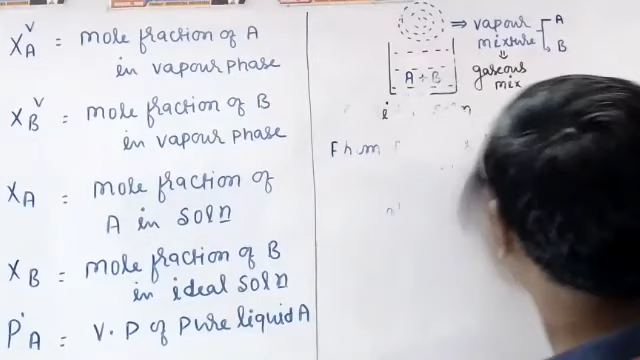 X_A^V = mole fraction of A
in vapour phase
X_B^V = mole fraction of B
in vapour phase
X_A = mole fraction of
A in soln
X_B = mole fraction of B
in ideal soln
P°_A = V.P of pure liquid A
⇒ vapour
mixture
A
B
⇓
gaseous
mix
A + B